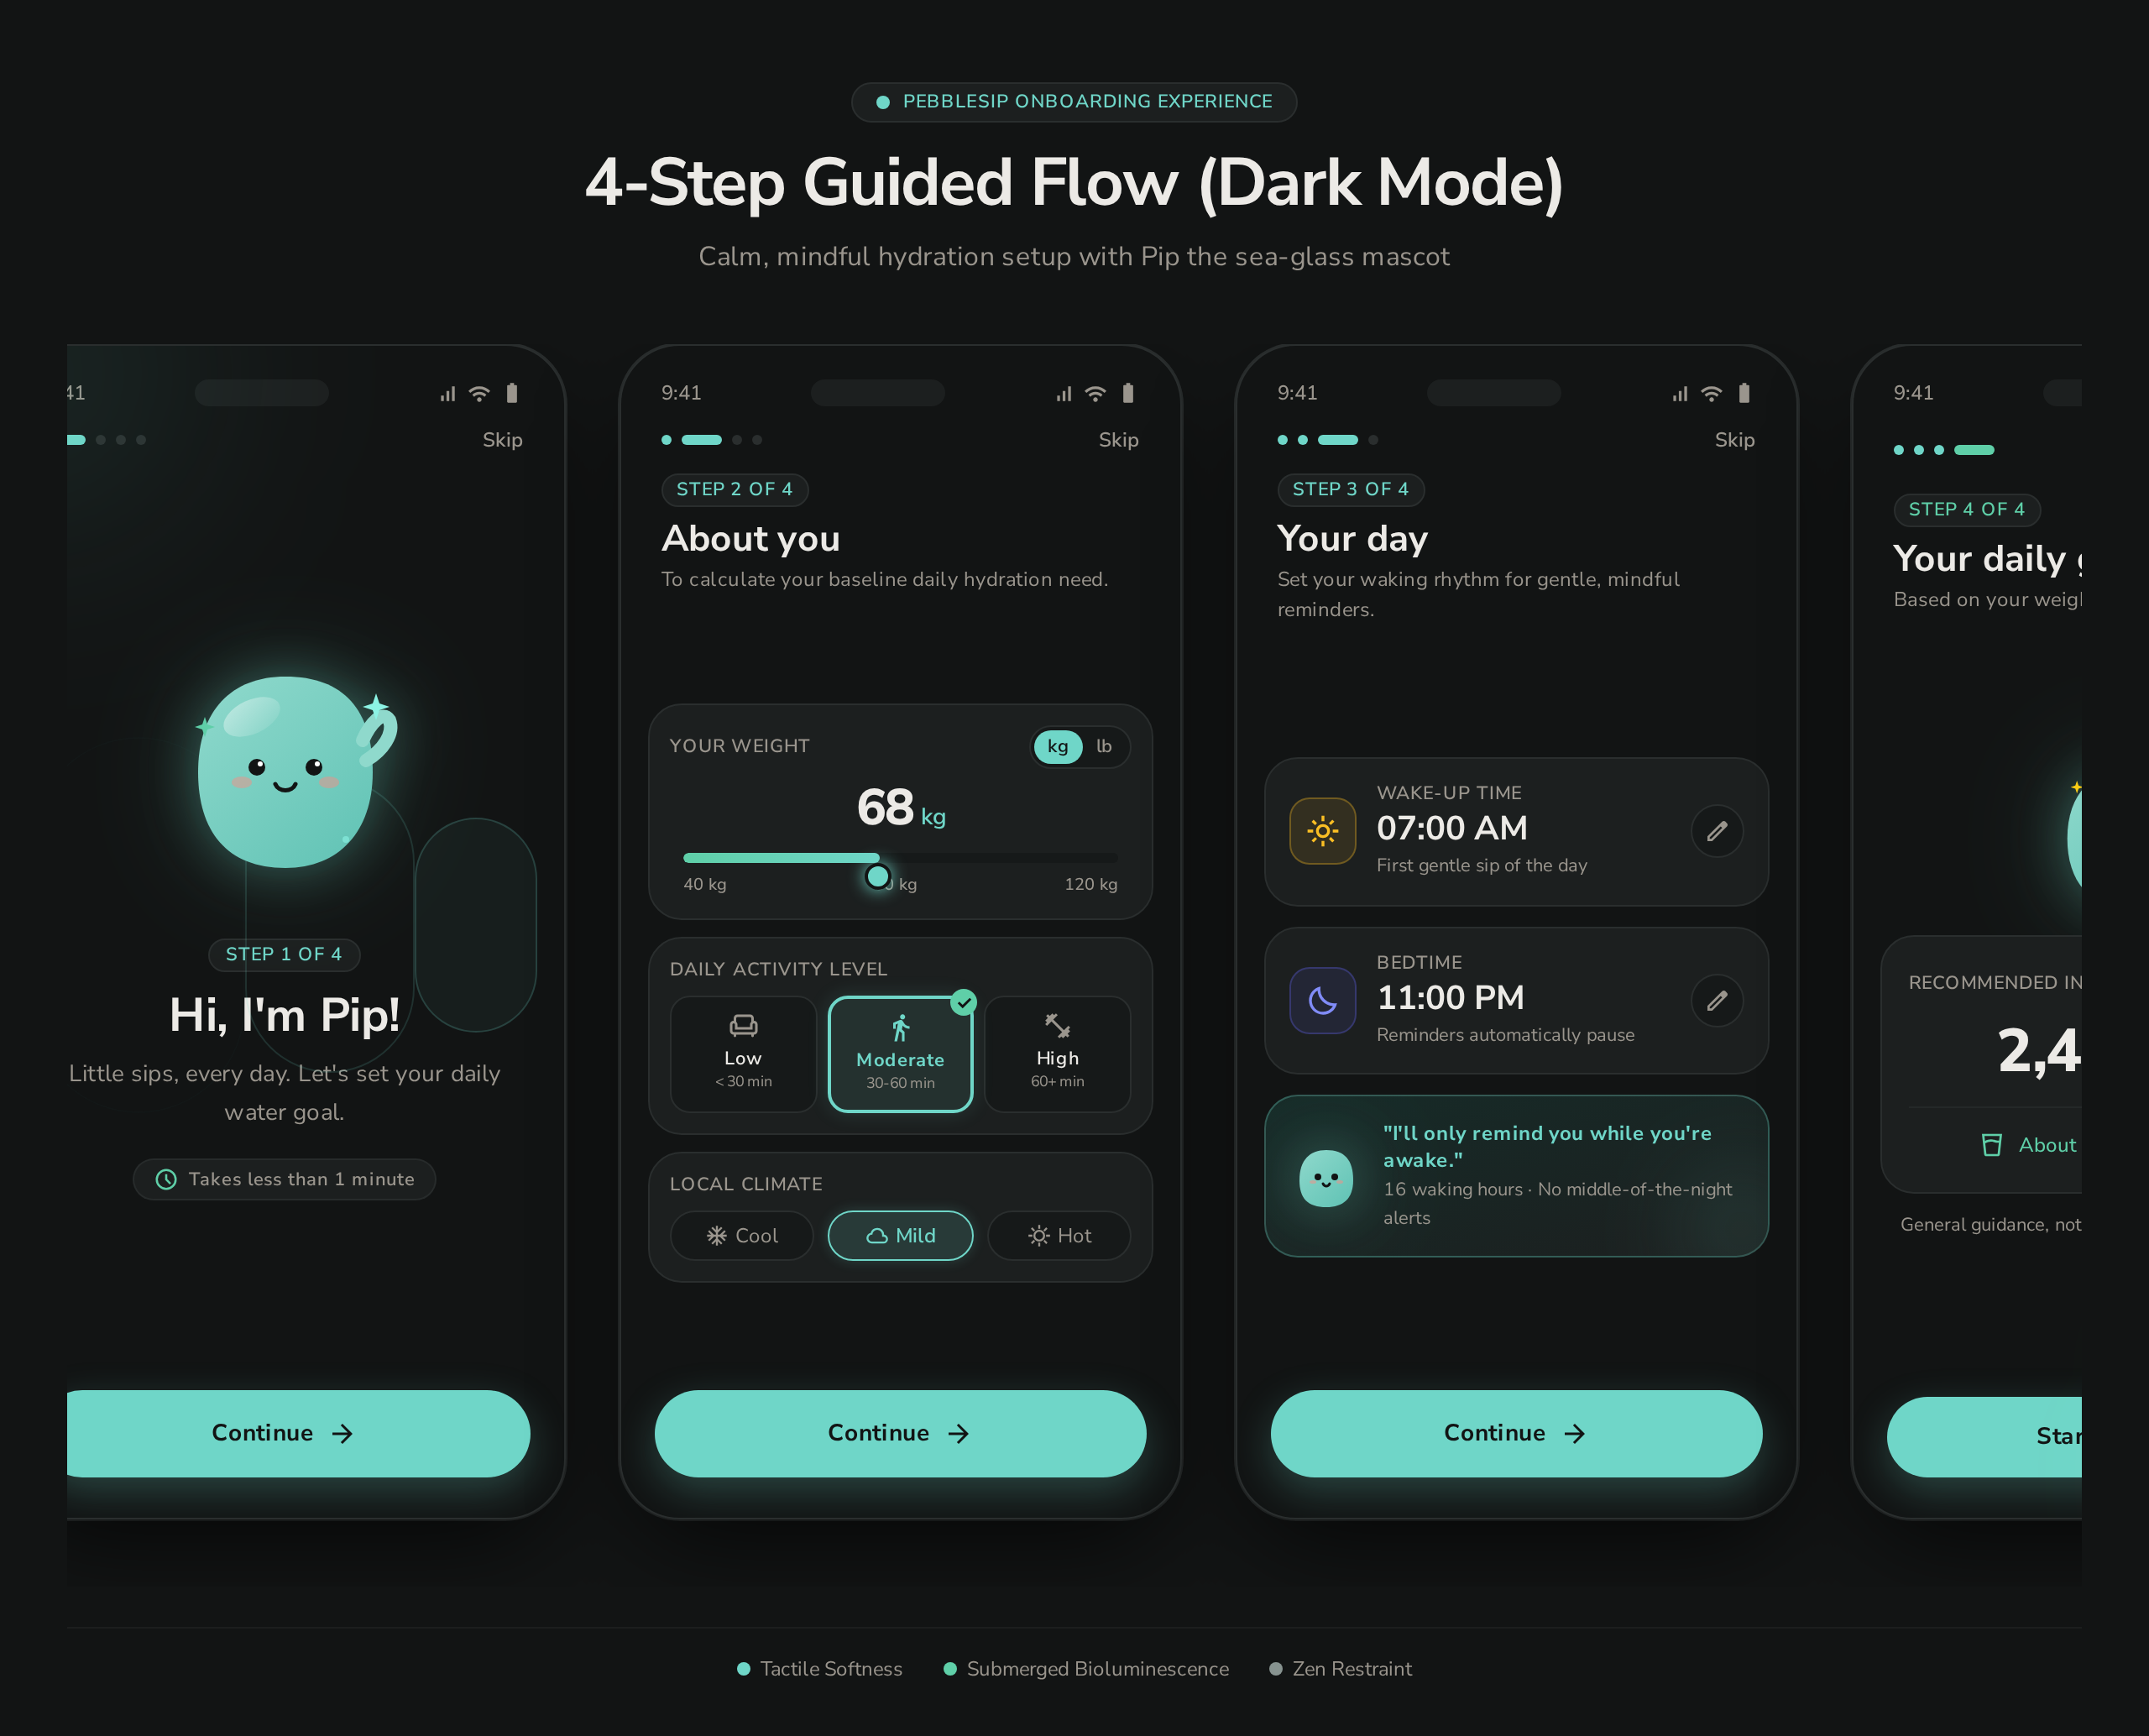 PEBBLESIP ONBOARDING EXPERIENCE
4-Step Guided Flow (Dark Mode)
Calm, mindful hydration setup with Pip the sea-glass mascot
41
Skip
STEP 1 OF 4
Hi, I'm Pip!
Little sips, every day. Let's set your daily
water goal.
Takes less than 1 minute
Continue
9:41
Skip
STEP 2 OF 4
About you
To calculate your baseline daily hydration need.
YOUR WEIGHT
kg lb
68 kg
40 kg
kg
120 kg
DAILY ACTIVITY LEVEL
Low
< 30 min
Moderate
30-60 min
High
60+ min
LOCAL CLIMATE
Cool
Mild
Hot
Continue
9:41
Skip
STEP 3 OF 4
Your day
Set your waking rhythm for gentle, mindful
reminders.
WAKE-UP TIME
07:00 AM
First gentle sip of the day
BEDTIME
11:00 PM
Reminders automatically pause
"I'll only remind you while you're
awake."
16 waking hours · No middle-of-the-night
alerts
Continue
9:41
STEP 4 OF 4
Your daily
Based on your
RECOMMENDED
2,4
About
General guidance, not
Tactile Softness
Submerged Bioluminescence
Zen Restraint